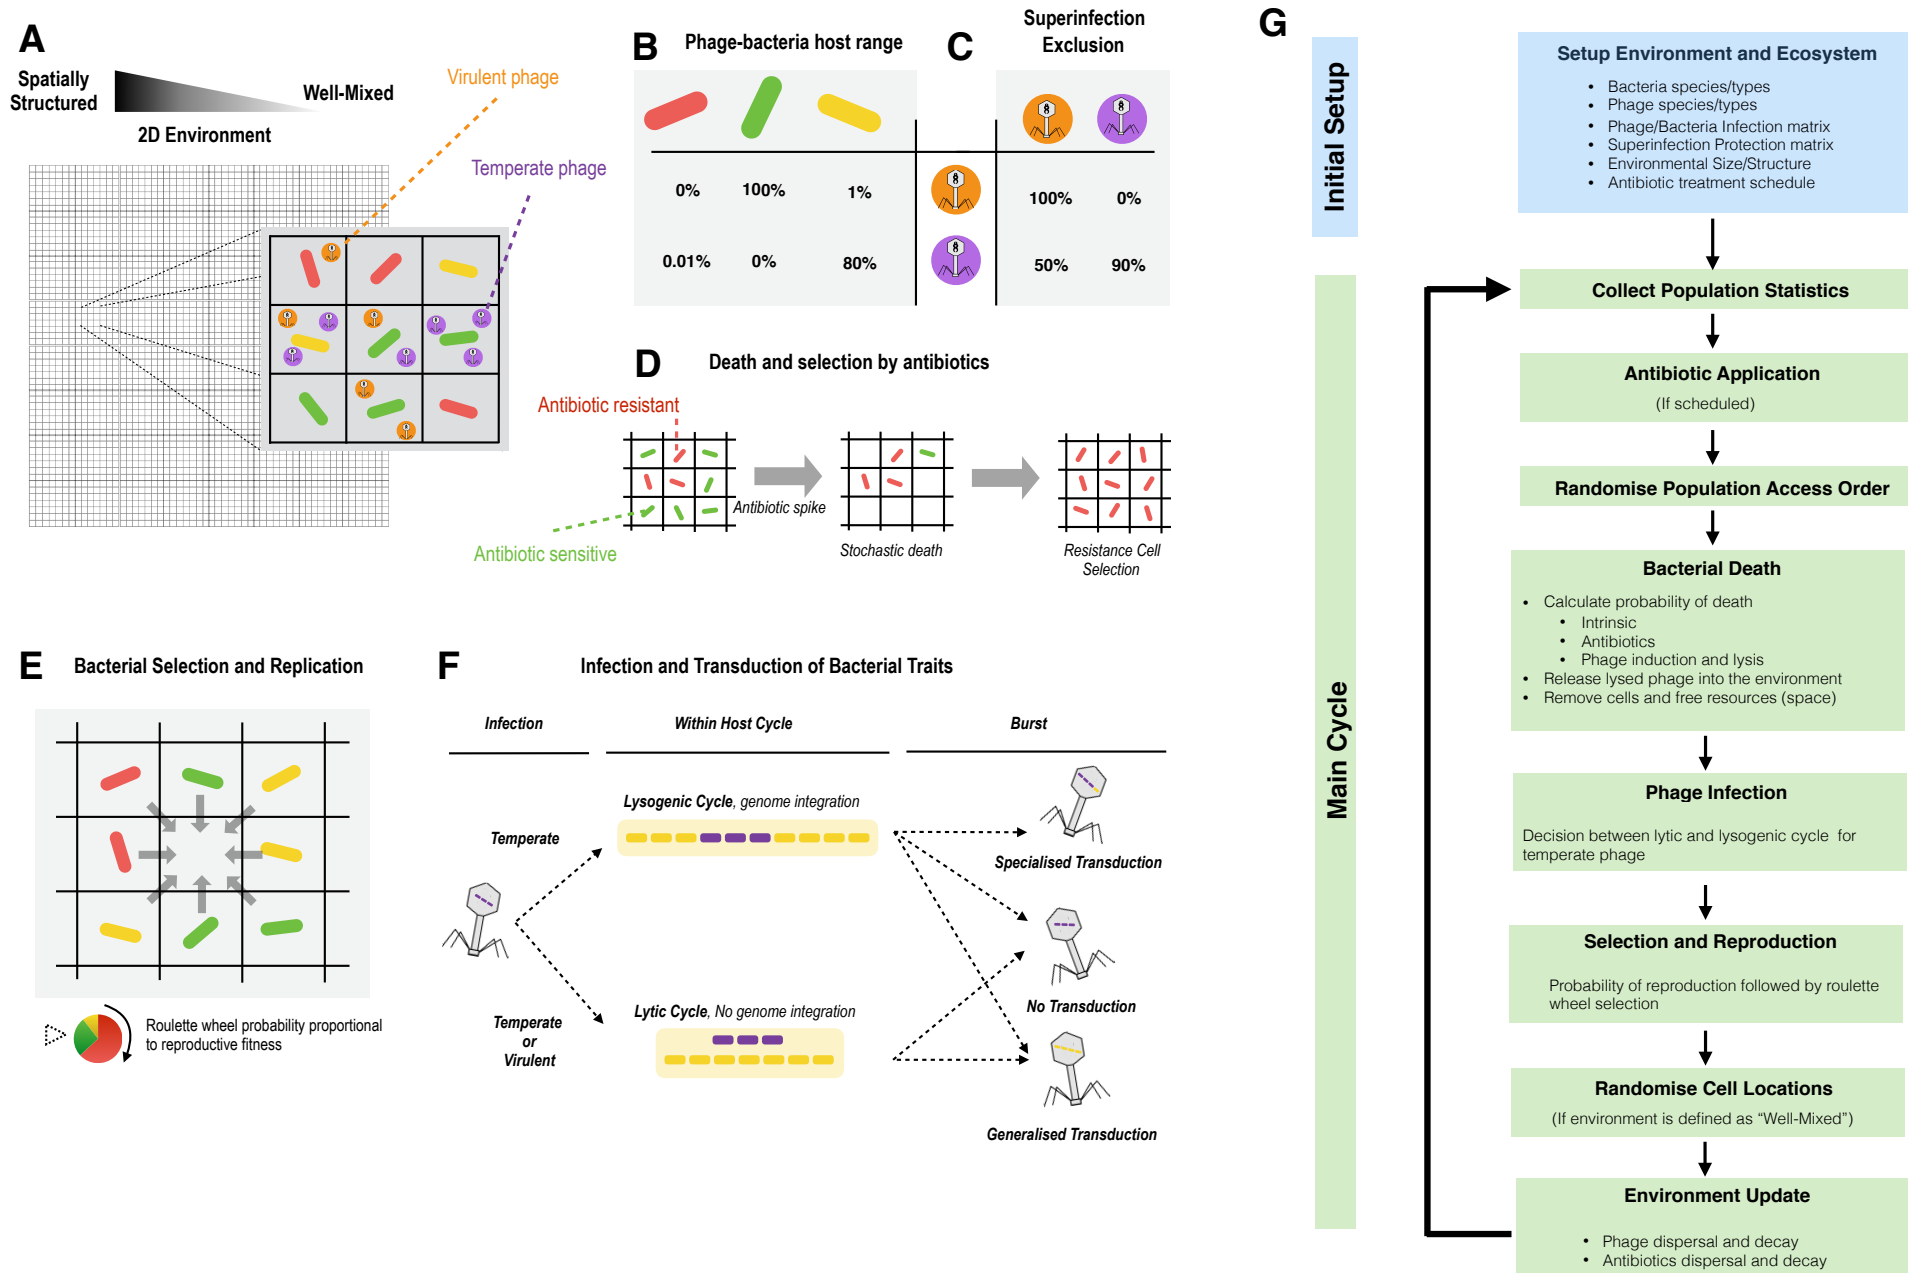 A
Spatially
Structured
Well-Mixed
2D Environment
Virulent phage
Temperate phage
B
Phage-bacteria host range
0%
100%
1%
0.01%
0%
80%
C
Superinfection
Exclusion
100%
0%
50%
90%
D
Death and selection by antibiotics
Antibiotic resistant
Antibiotic sensitive
Antibiotic spike
Stochastic death
Resistance Cell
Selection
E
Bacterial Selection and Replication
Roulette wheel probability proportional
to reproductive fitness
F
Infection and Transduction of Bacterial Traits
Infection
Within Host Cycle
Burst
Temperate
Lysogenic Cycle, genome integration
Specialised Transduction
No Transduction
Temperate
or
Virulent
Lytic Cycle, No genome integration
Generalised Transduction
G
Initial Setup
Setup Environment and Ecosystem
• Bacteria species/types
• Phage species/types
• Phage/Bacteria Infection matrix
• Superinfection Protection matrix
• Environmental Size/Structure
• Antibiotic treatment schedule
Main Cycle
Collect Population Statistics
Antibiotic Application
(If scheduled)
Randomise Population Access Order
Bacterial Death
• Calculate probability of death
• Intrinsic
• Antibiotics
• Phage induction and lysis
• Release lysed phage into the environment
• Remove cells and free resources (space)
Phage Infection
Decision between lytic and lysogenic cycle for
temperate phage
Selection and Reproduction
Probability of reproduction followed by roulette
wheel selection
Randomise Cell Locations
(If environment is defined as “Well-Mixed”)
Environment Update
• Phage dispersal and decay
• Antibiotics dispersal and decay